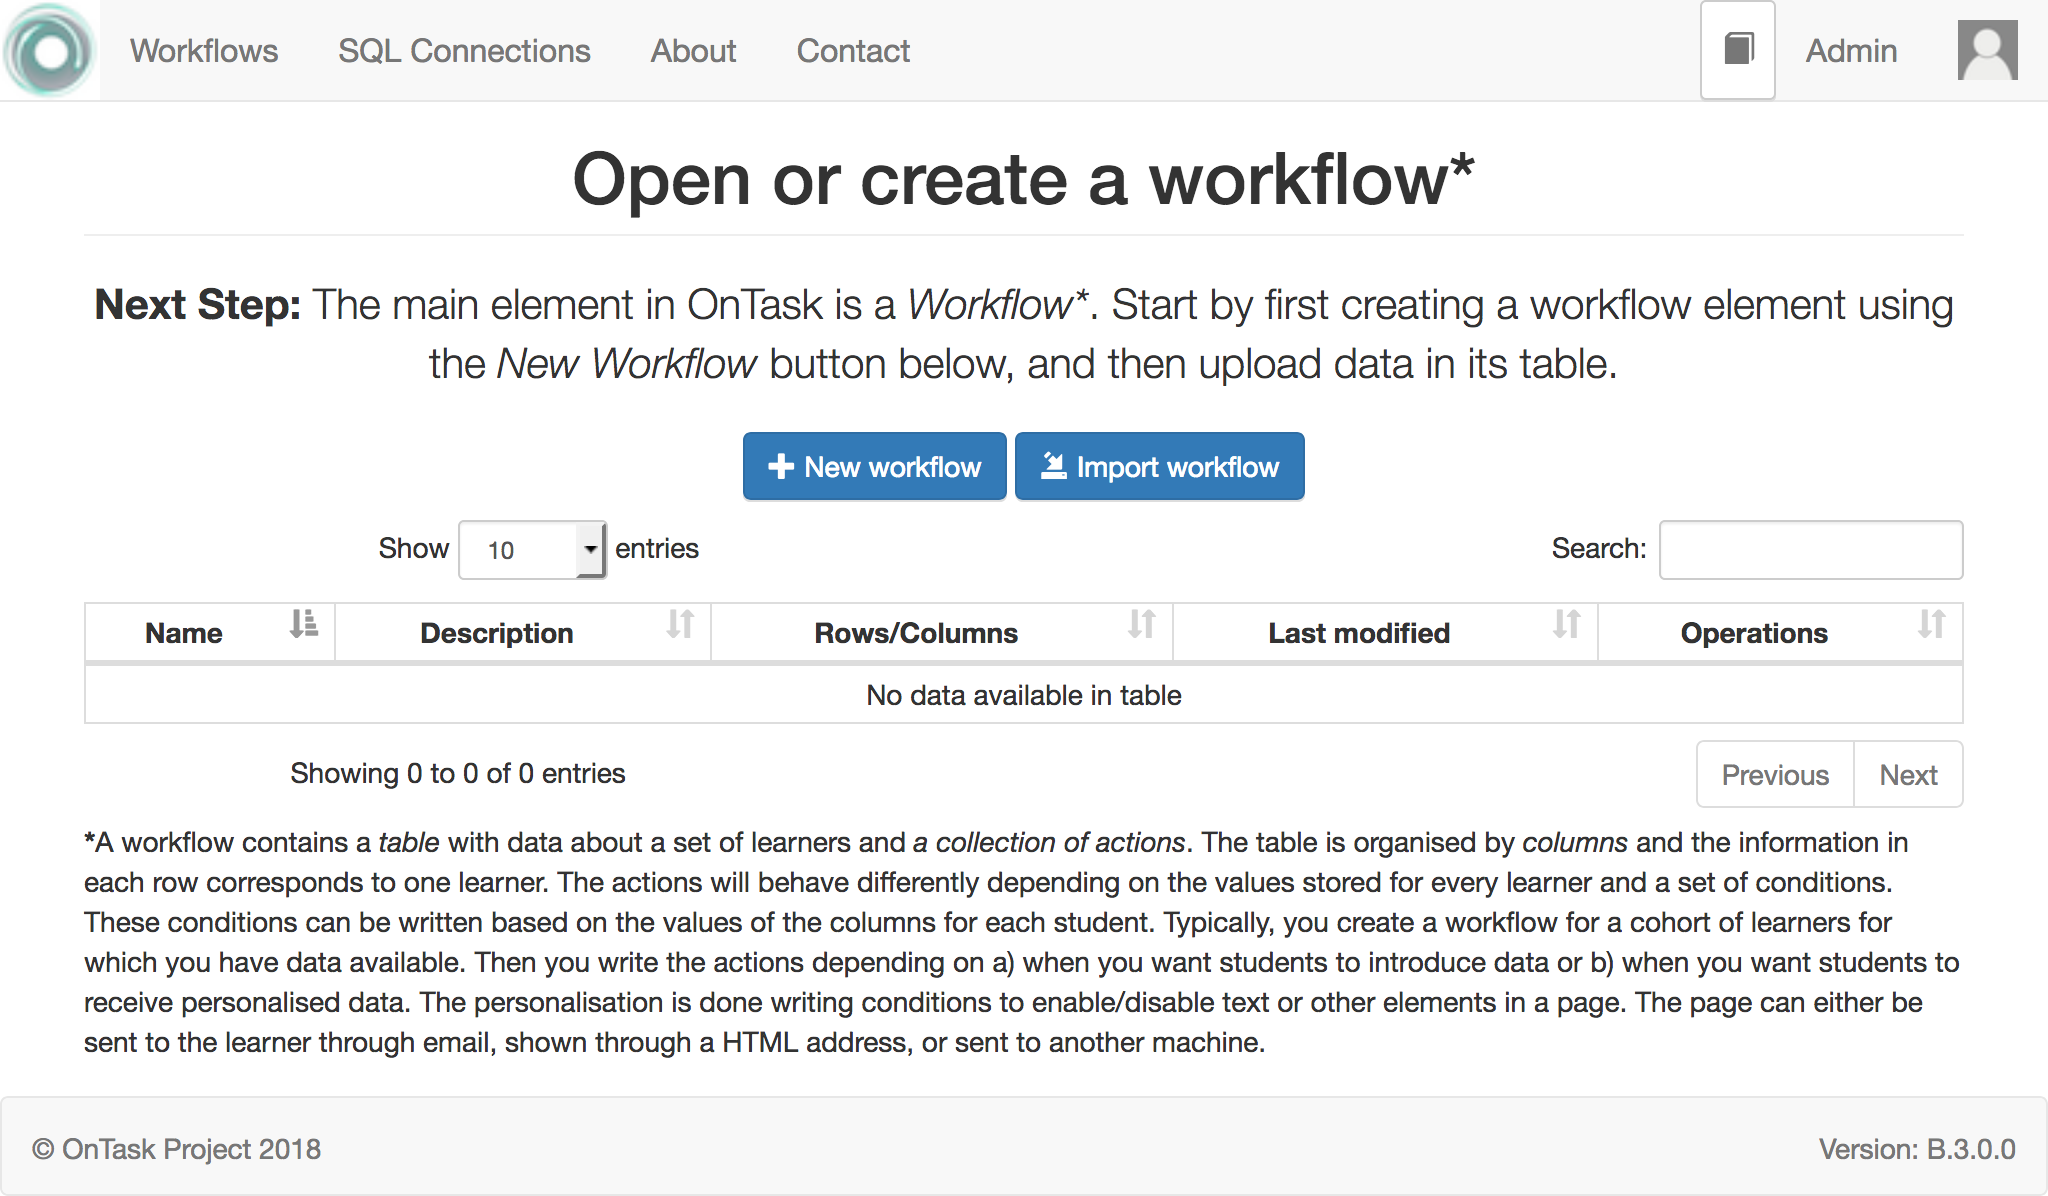 Workflows SQL Connections About Contact Admin
Open or create a workflow*
Next Step: The main element in OnTask is a Workflow*. Start by first creating a workflow element using
the New Workflow button below, and then upload data in its table.
New workflow Import workflow
Show 10 entries Search:
Name Description Rows/Columns Last modified Operations
No data available in table
Showing 0 to 0 of 0 entries Previous Next
*A workflow contains a table with data about a set of learners and a collection of actions. The table is organised by columns and the information in
each row corresponds to one learner. The actions will behave differently depending on the values stored for every learner and a set of conditions.
These conditions can be written based on the values of the columns for each student. Typically, you create a workflow for a cohort of learners for
which you have data available. Then you write the actions depending on a) when you want students to introduce data or b) when you want students to
receive personalised data. The personalisation is done writing conditions to enable/disable text or other elements in a page. The page can either be
sent to the learner through email, shown through a HTML address, or sent to another machine.
© OnTask Project 2018 Version: B.3.0.0